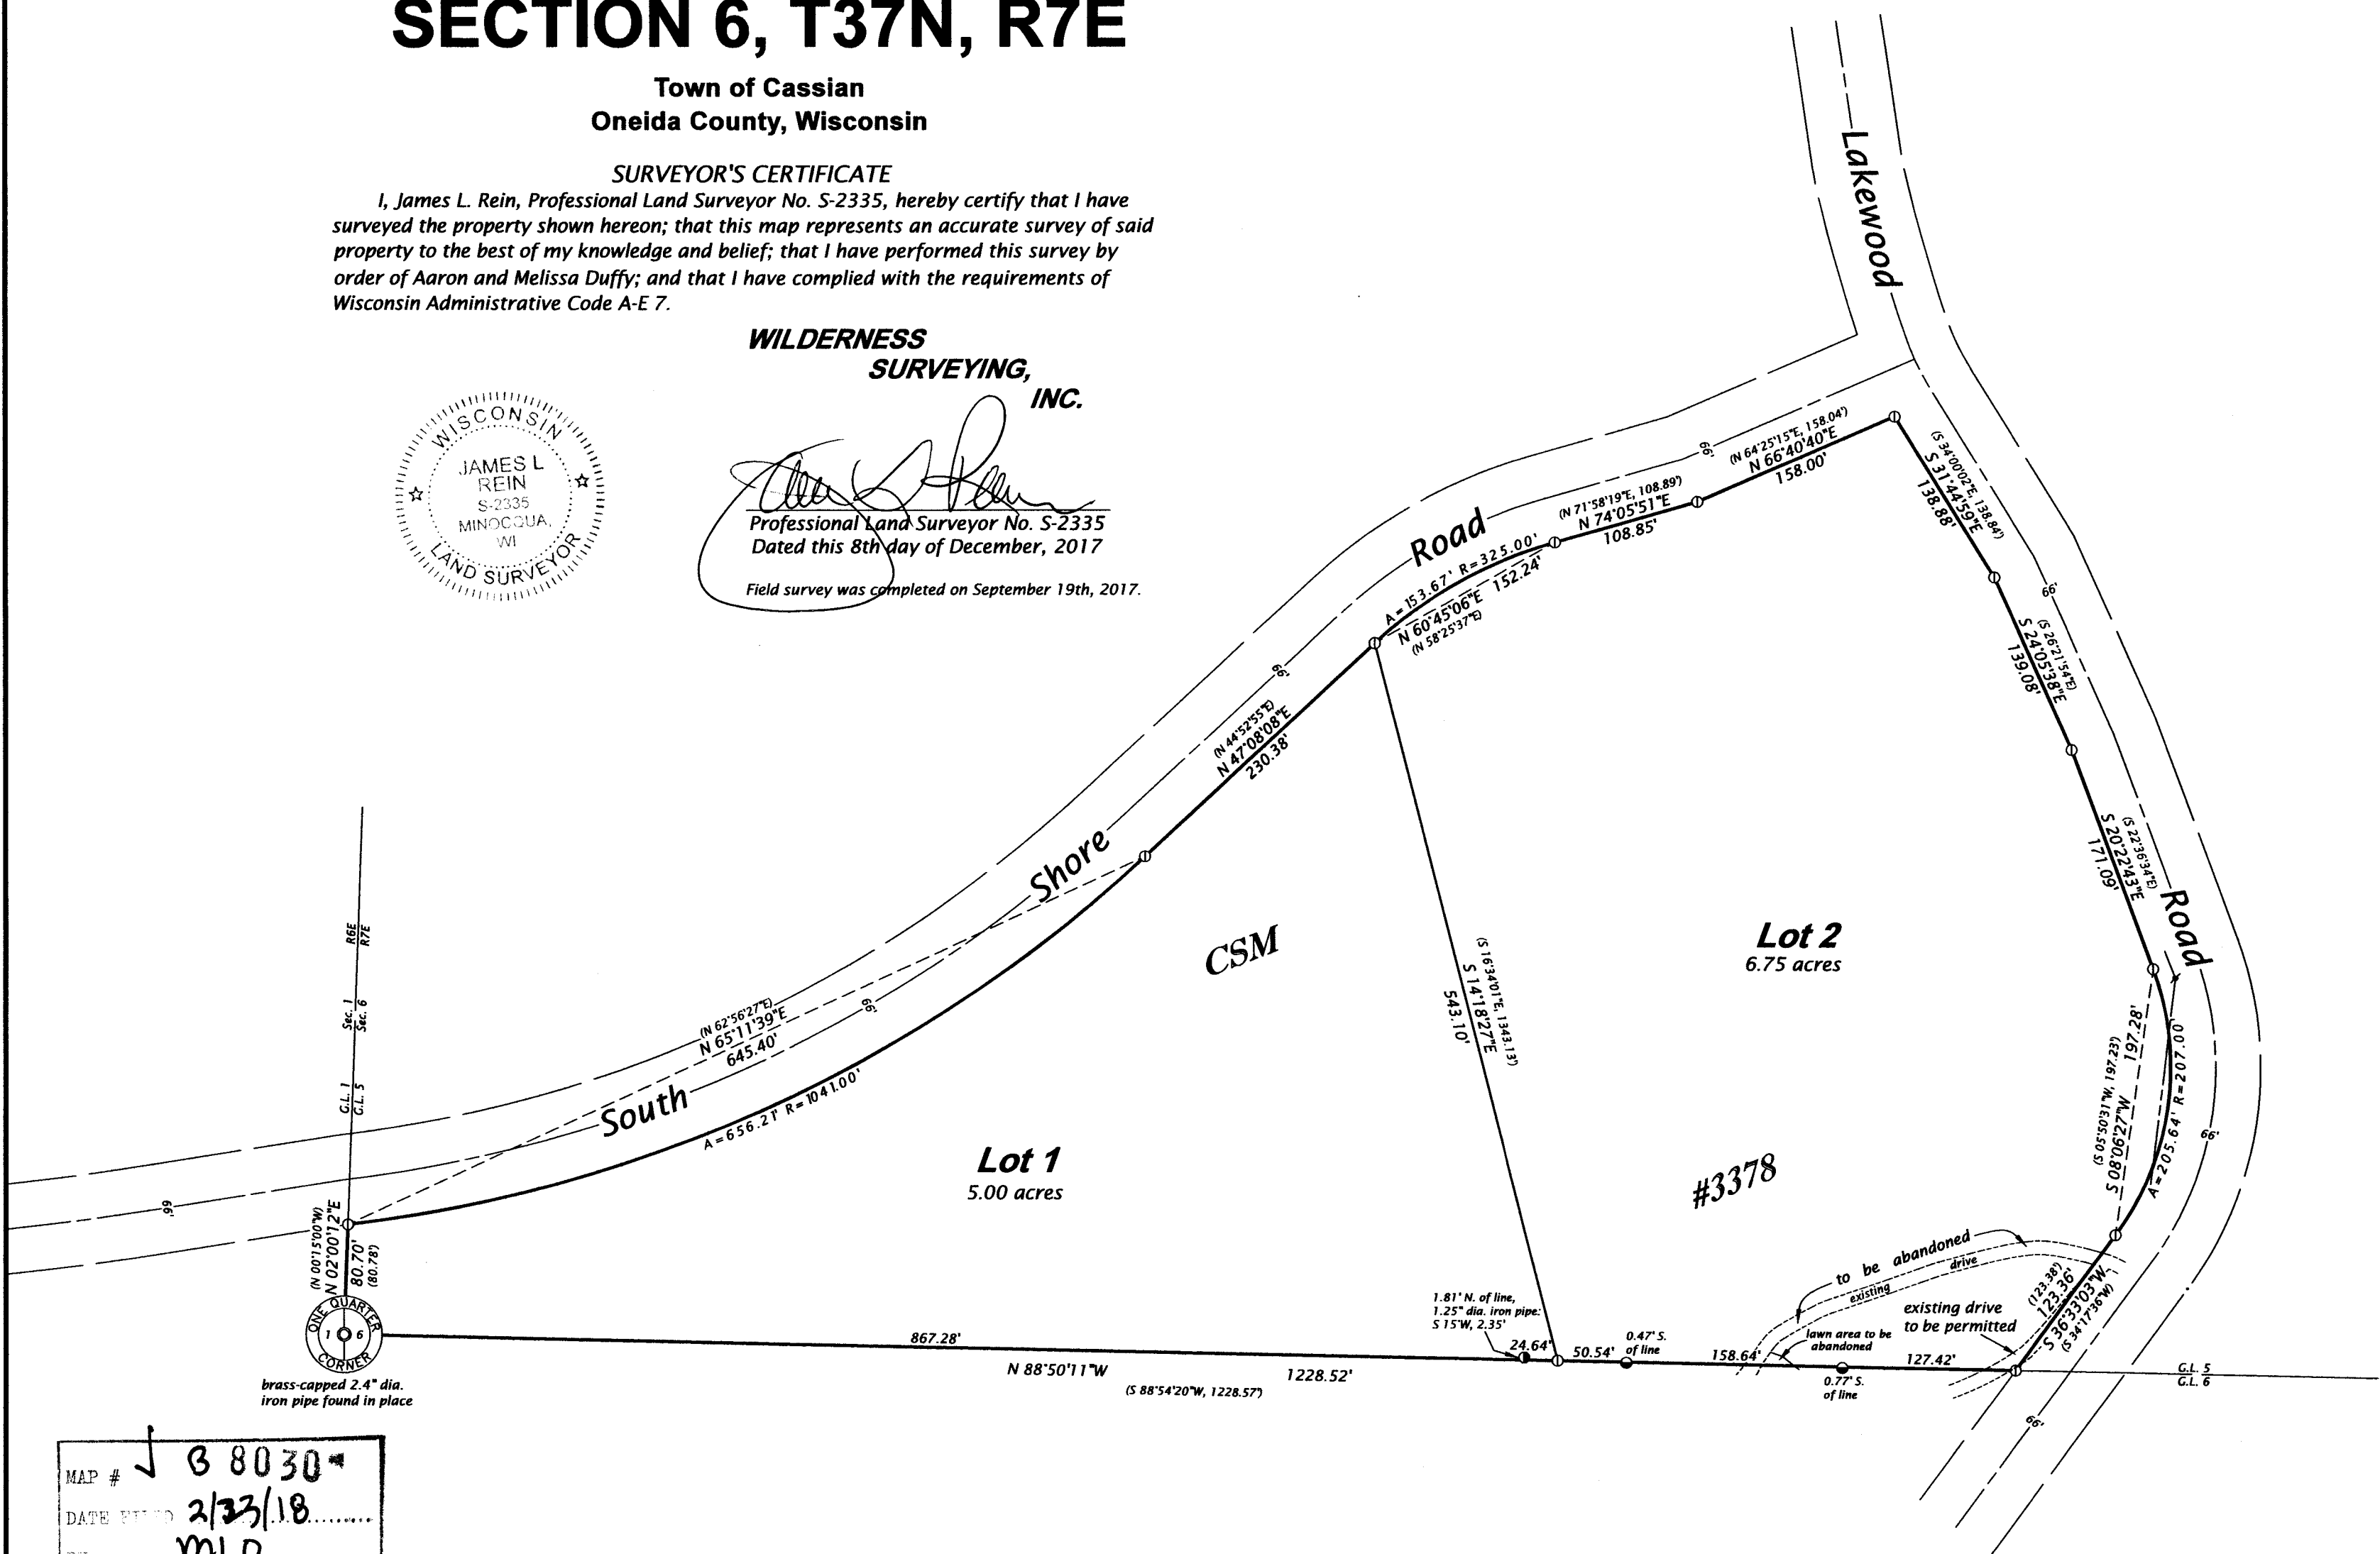 SECTION 6, T37N, R7E
Town of Cassian
Oneida County, Wisconsin
SURVEYOR'S CERTIFICATE
I, James L. Rein, Professional Land Surveyor No. S-2335, hereby certify that I have
surveyed the property shown hereon; that this map represents an accurate survey of said
property to the best of my knowledge and belief; that I have performed this survey by
order of Aaron and Melissa Duffy; and that I have complied with the requirements of
Wisconsin Administrative Code A-E 7.
WILDERNESS
SURVEYING,
INC.
WISCONSIN
JAMES L
REIN
S-2335
MINOCQUA,
WI
LAND SURVEYOR
Professional Land Surveyor No. S-2335
Dated this 8th day of December, 2017
Field survey was completed on September 19th, 2017.
Lakewood
Road
South
Shore
Road
66'
66'
66'
66'
66'
66'
66'
(N 64°25'15"E, 158.04')
N 66°40'40"E
158.00'
(N 71°58'19"E, 108.89')
N 74°05'51"E
108.85'
A=153.67' R=325.00'
N 60°45'06"E 152.24'
(N 58°25'37"E)
(N 44°52'55"E)
N 47°08'08"E
230.38'
(N 62°56'27"E)
N 65°11'39"E
645.40'
A=656.21' R=1041.00'
(S 34°00'02"E, 138.84')
S 31°44'59"E
138.88'
(S 26°21'54"E)
S 24°05'38"E
139.08'
(S 22°36'34"E)
S 20°22'43"E
171.09'
(S 05°50'31"W, 197.23')
S 08°06'27"W 197.28'
A=205.64' R=207.00'
(123.38')
123.36'
S 36°33'03"W
(S 34°17'36"W)
(S 16°34'01"E, 1343.13')
S 14°18'27"E
543.10'
CSM
#3378
Lot 1
5.00 acres
Lot 2
6.75 acres
R6E
R7E
Sec. 1
Sec. 6
G.L. 1
G.L. 5
(N 00°15'00"W)
N 02°00'12"E
80.70'
(80.78')
ONE QUARTER
1 6
CORNER
brass-capped 2.4" dia.
iron pipe found in place
867.28'
N 88°50'11"W 1228.52'
(S 88°54'20"W, 1228.57')
1.81' N. of line,
1.25" dia. iron pipe:
S 15°W, 2.35'
24.64'
50.54'
0.47' S.
of line
158.64'
0.77' S.
of line
127.42'
to be abandoned
existing drive
lawn area to be
abandoned
existing drive
to be permitted
G.L. 5
G.L. 6
MAP # B 8030
DATE FILED 2/23/18